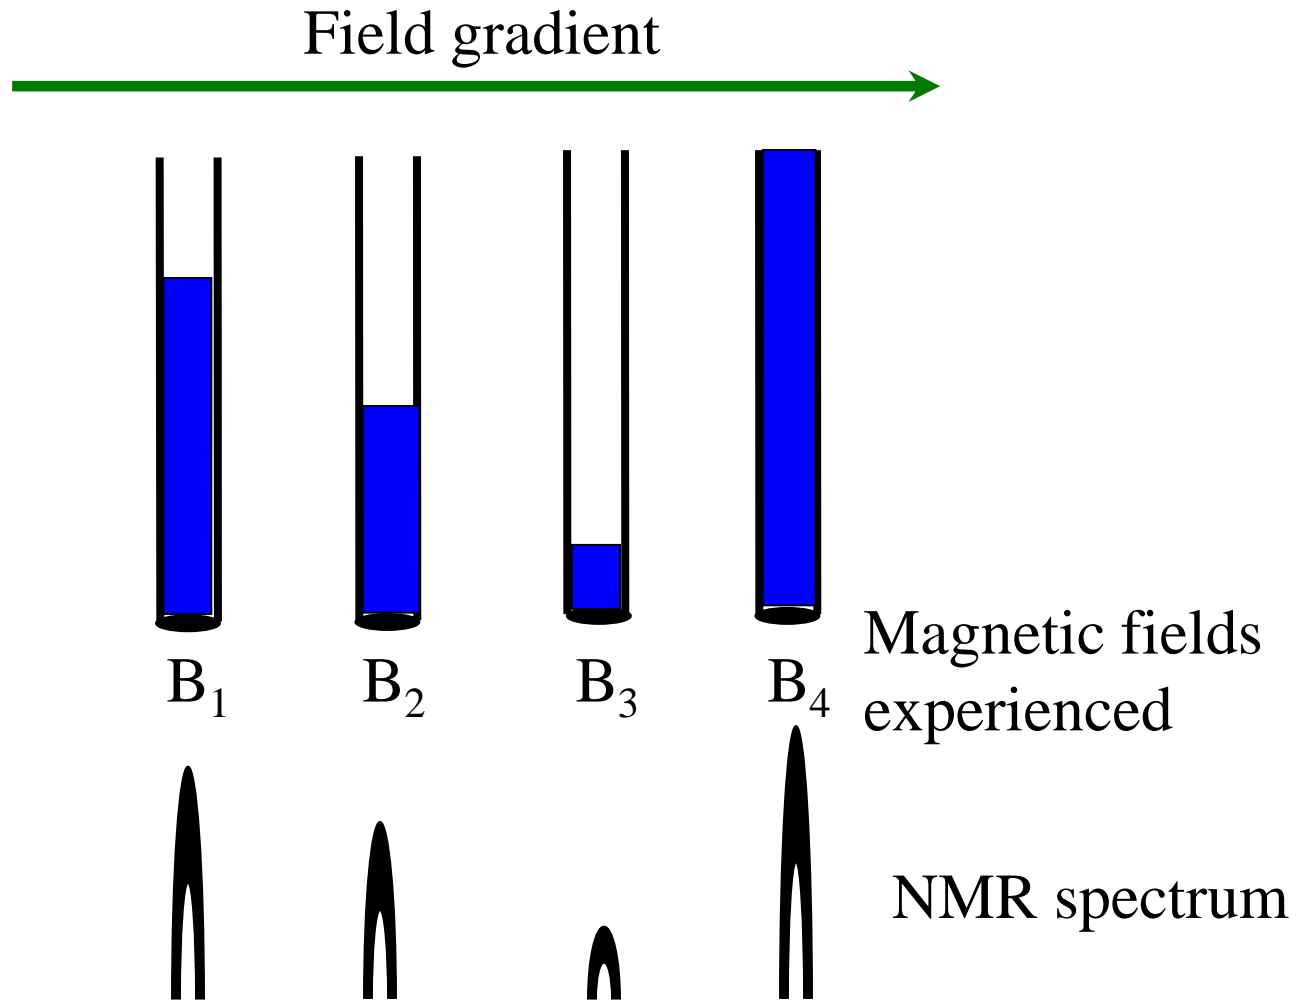 Field gradient
B₁ B₂ B₃ B₄
Magnetic fields
experienced
NMR spectrum